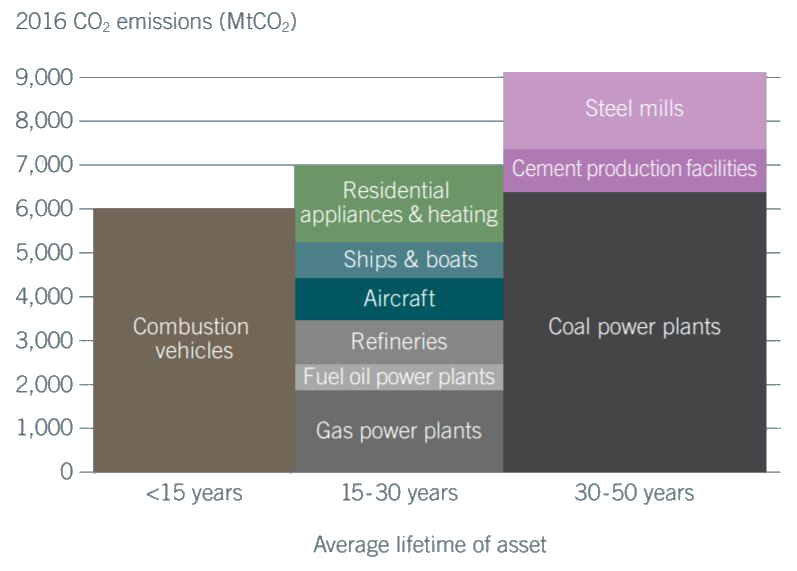 2016 CO₂ emissions (MtCO₂)
9,000
8,000
7,000
6,000
5,000
4,000
3,000
2,000
1,000
0
Combustion
vehicles
Residential
appliances & heating
Ships & boats
Aircraft
Refineries
Fuel oil power plants
Gas power plants
Steel mills
Cement production facilities
Coal power plants
<15 years
15-30 years
30-50 years
Average lifetime of asset